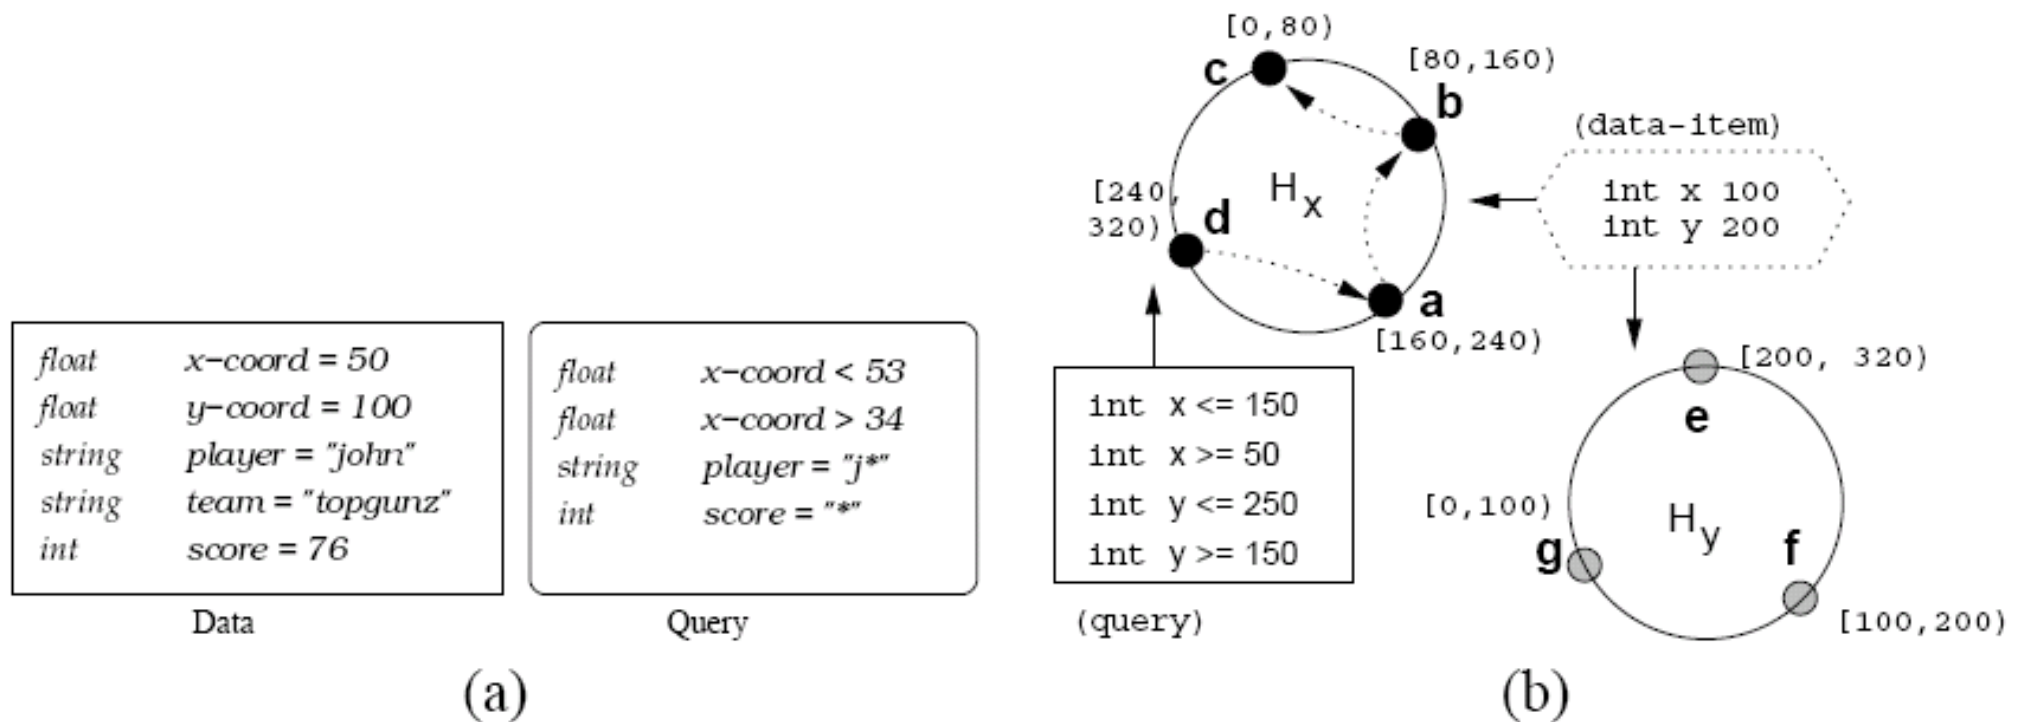 float x-coord = 50
float y-coord = 100
string player = "john"
string team = "topgunz"
int score = 76
Data
float x-coord < 53
float x-coord > 34
string player = "j*"
int score = "*"
Query
(a)
[0,80)
c
[80,160)
b
Hx
[240,
320)
d
a
[160,240)
(data-item)
int x 100
int y 200
int x <= 150
int x >= 50
int y <= 250
int y >= 150
(query)
[200, 320)
e
[0,100)
Hy
g
f
[100,200)
(b)